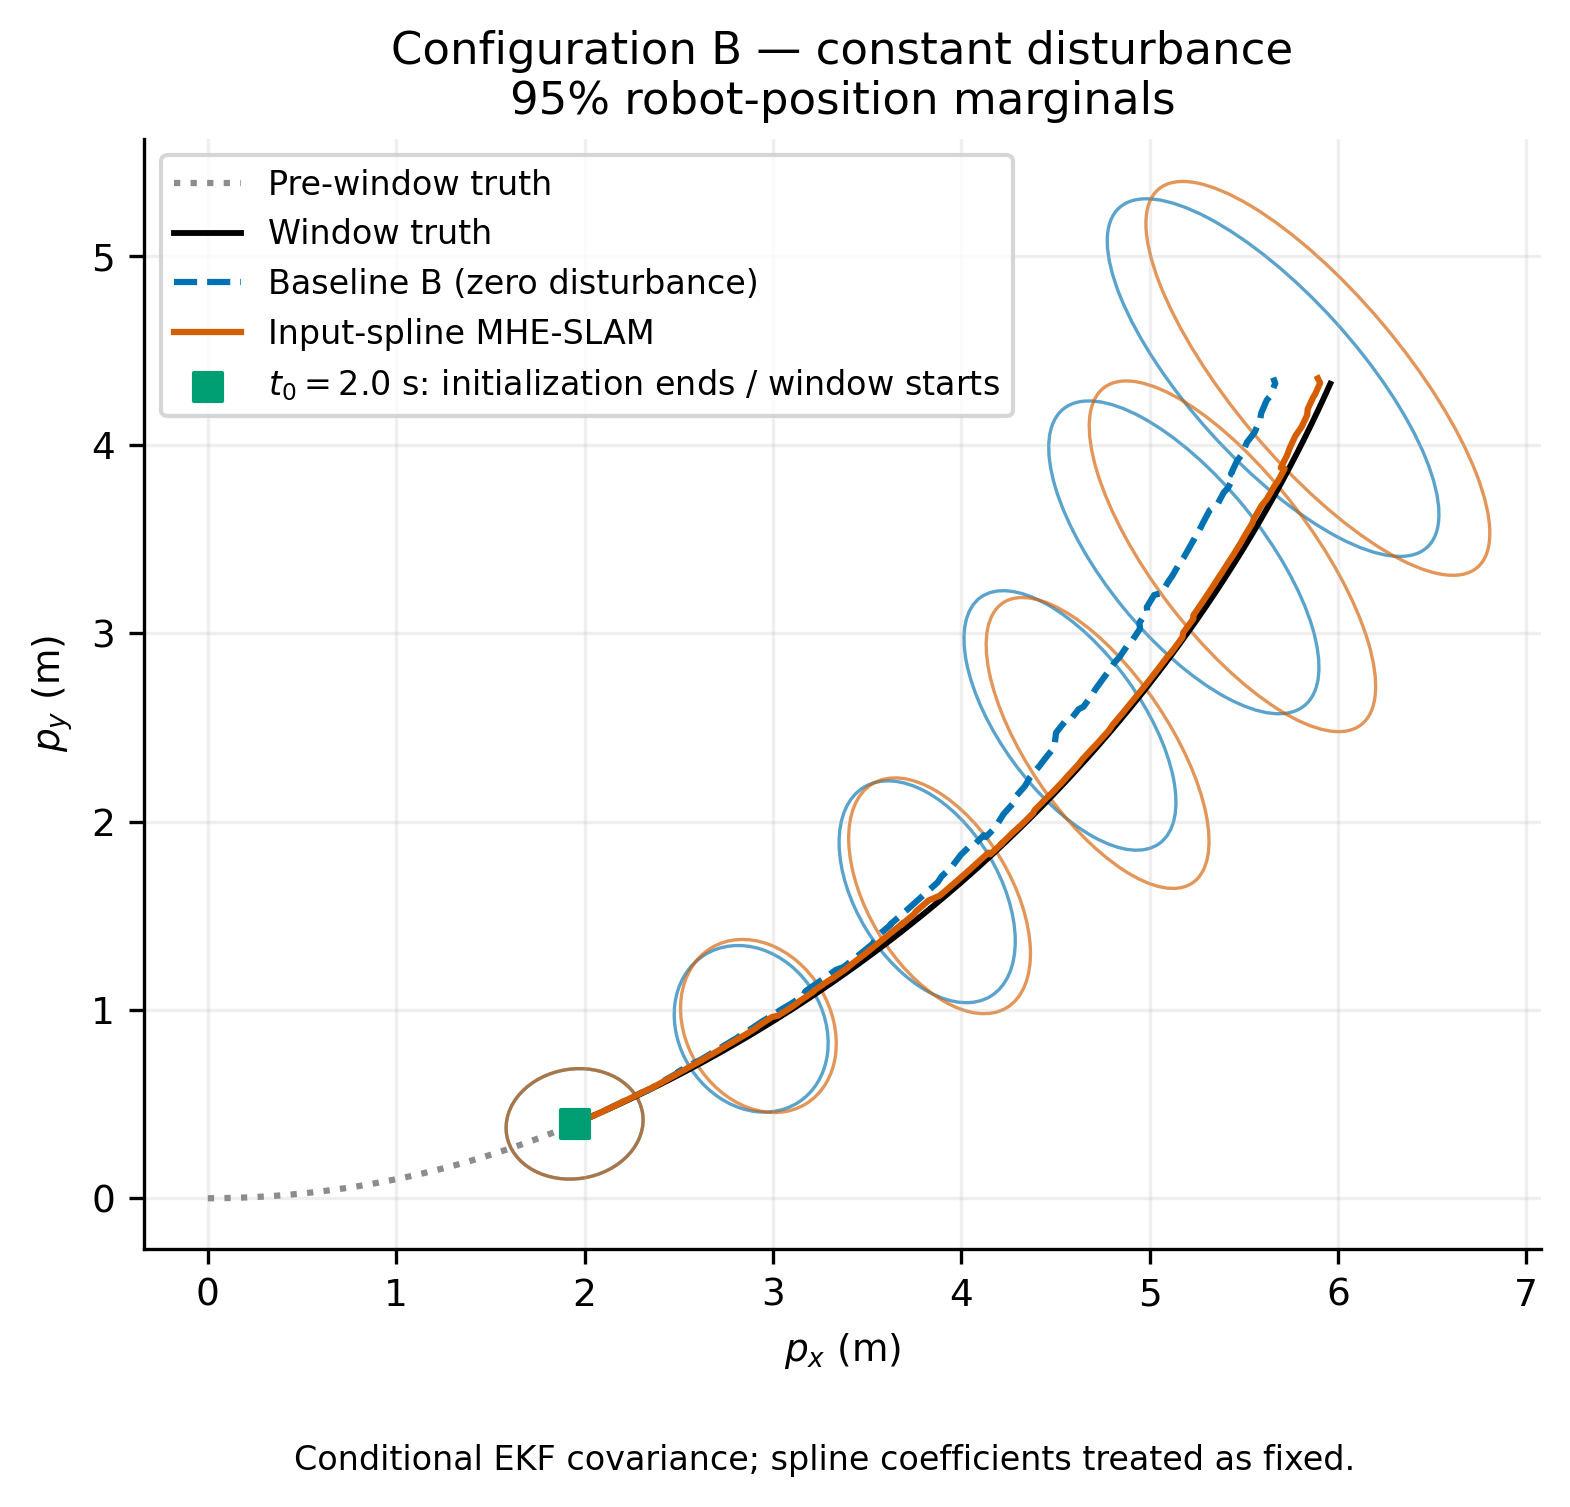 Configuration B — constant disturbance
95% robot-position marginals
Pre-window truth
Window truth
Baseline B (zero disturbance)
Input-spline MHE-SLAM
t₀ = 2.0 s: initialization ends / window starts
5
4
3
2
1
0
p_y (m)
0 1 2 3 4 5 6 7
p_x (m)
Conditional EKF covariance; spline coefficients treated as fixed.